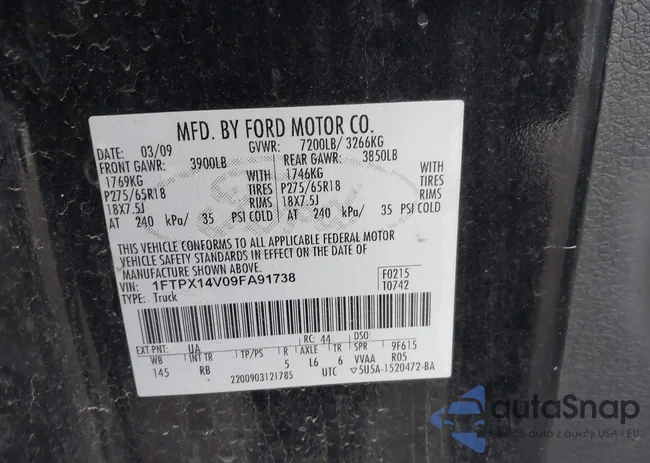 MFD. BY FORD MOTOR CO.
DATE: 03/09 GVWR: 7200LB/ 3266KG
FRONT GAWR: 3900LB REAR GAWR: 3850LB
1769KG WITH 1746KG WITH
P275/65R18 TIRES P275/65R18 TIRES
18X7.5J RIMS 18X7.5J RIMS
AT 240 kPa/ 35 PSI COLD AT 240 kPa/ 35 PSI COLD
THIS VEHICLE CONFORMS TO ALL APPLICABLE FEDERAL MOTOR
VEHICLE SAFETY STANDARDS IN EFFECT ON THE DATE OF
MANUFACTURE SHOWN ABOVE.
VIN: 1FTPX14V09FA91738 F0215
TYPE: Truck T0742
EXT PNT: UA RC: 44 DSO:
WB INT TR TP/PS R AXLE TR SPR 9F615
145 RB 5 L6 6 VVAA R05
2200903121785 UTC 5U5A-1520472-BA
Ford
autaSnap
auta z aukcji USA i EU